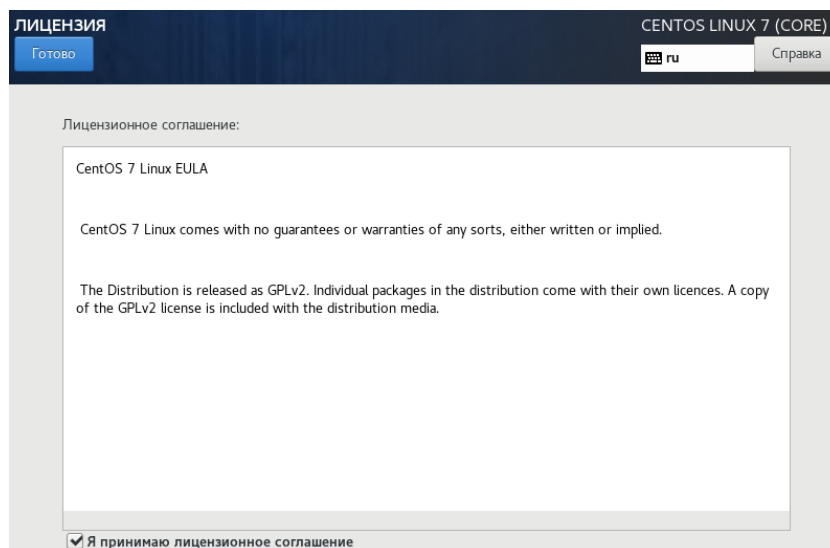 ЛИЦЕНЗИЯ
CENTOS LINUX 7 (CORE)
Готово
ru
Справка
Лицензионное соглашение:
CentOS 7 Linux EULA
CentOS 7 Linux comes with no guarantees or warranties of any sorts, either written or implied.
The Distribution is released as GPLv2. Individual packages in the distribution come with their own licences. A copy
of the GPLv2 license is included with the distribution media.
Я принимаю лицензионное соглашение